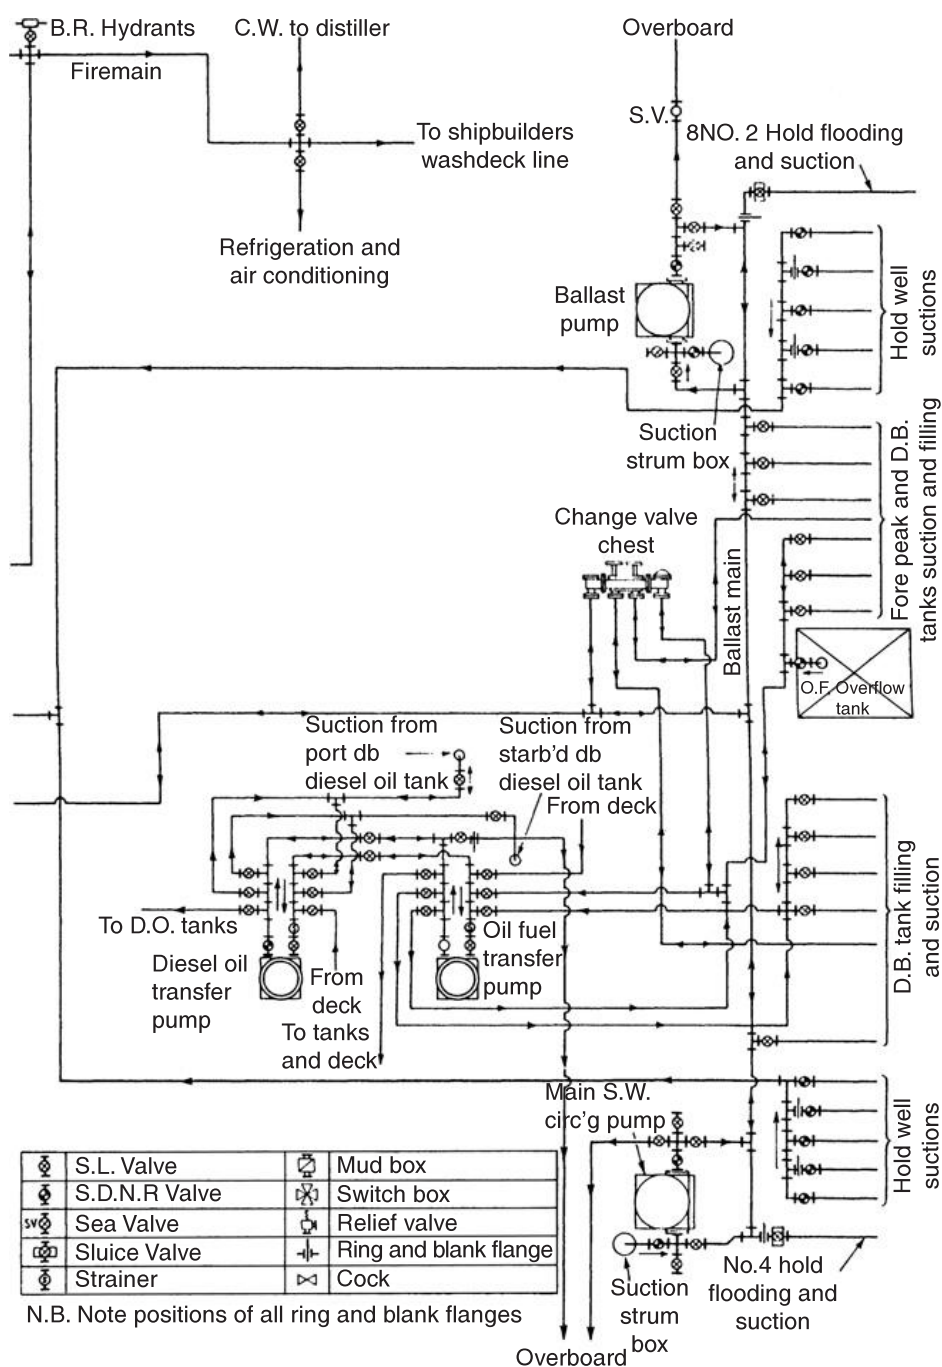 B.R. Hydrants
C.W. to distiller
Overboard
Firemain
S.V.
To shipbuilders
washdeck line
8NO. 2 Hold flooding
and suction
Refrigeration and
air conditioning
Ballast
pump
Hold well
suctions
Suction
strum box
Fore peak and D.B.
tanks suction and filling
Change valve
chest
Ballast main
O.F. Overflow
tank
Suction from
port db
diesel oil tank
Suction from
starb'd db
diesel oil tank
From deck
To D.O. tanks
Diesel oil
transfer
pump
From
deck
To tanks
and deck
Oil fuel
transfer
pump
D.B. tank filling
and suction
Main S.W.
circ'g pump
Hold well
suctions
S.L. Valve
Mud box
S.D.N.R Valve
Switch box
SV
Sea Valve
Relief valve
Sluice Valve
Ring and blank flange
Strainer
Cock
No.4 hold
flooding and
suction
Suction
strum
box
N.B. Note positions of all ring and blank flanges
Overboard